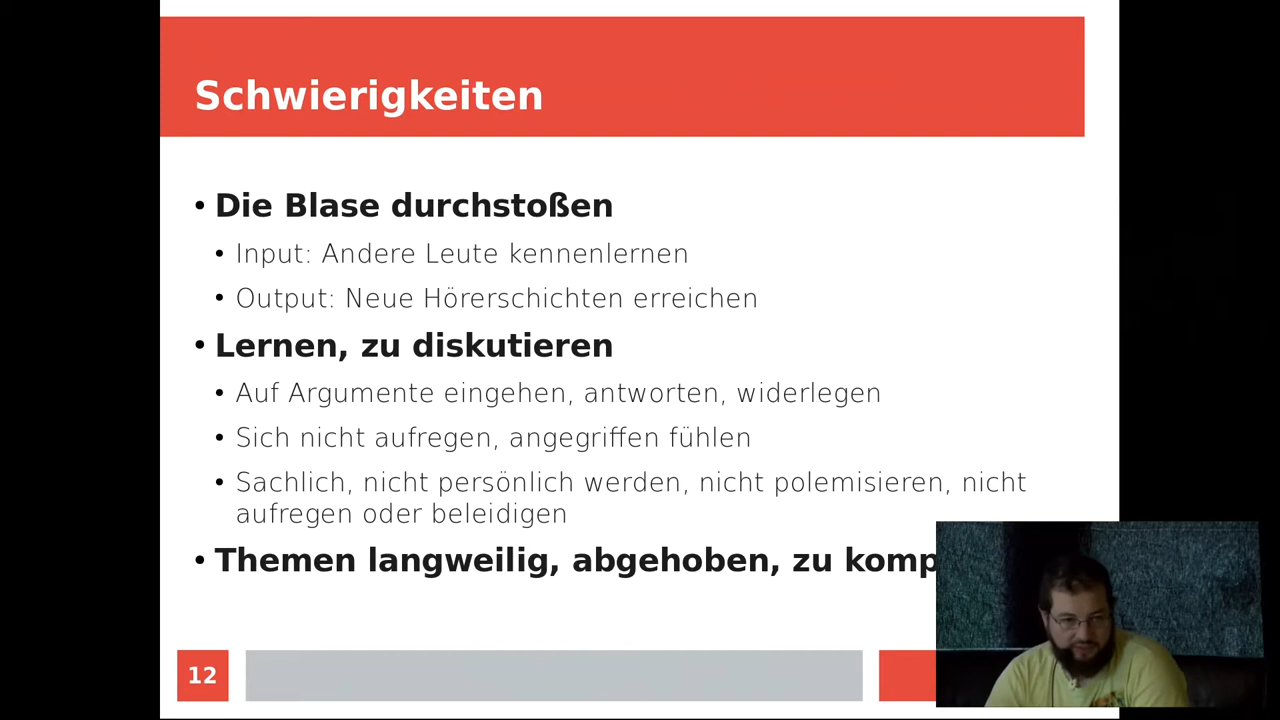 Schwierigkeiten
• Die Blase durchstoßen
• Input: Andere Leute kennenlernen
• Output: Neue Hörerschichten erreichen
• Lernen, zu diskutieren
• Auf Argumente eingehen, antworten, widerlegen
• Sich nicht aufregen, angegriffen fühlen
• Sachlich, nicht persönlich werden, nicht polemisieren, nicht
aufregen oder beleidigen
• Themen langweilig, abgehoben, zu komp
12